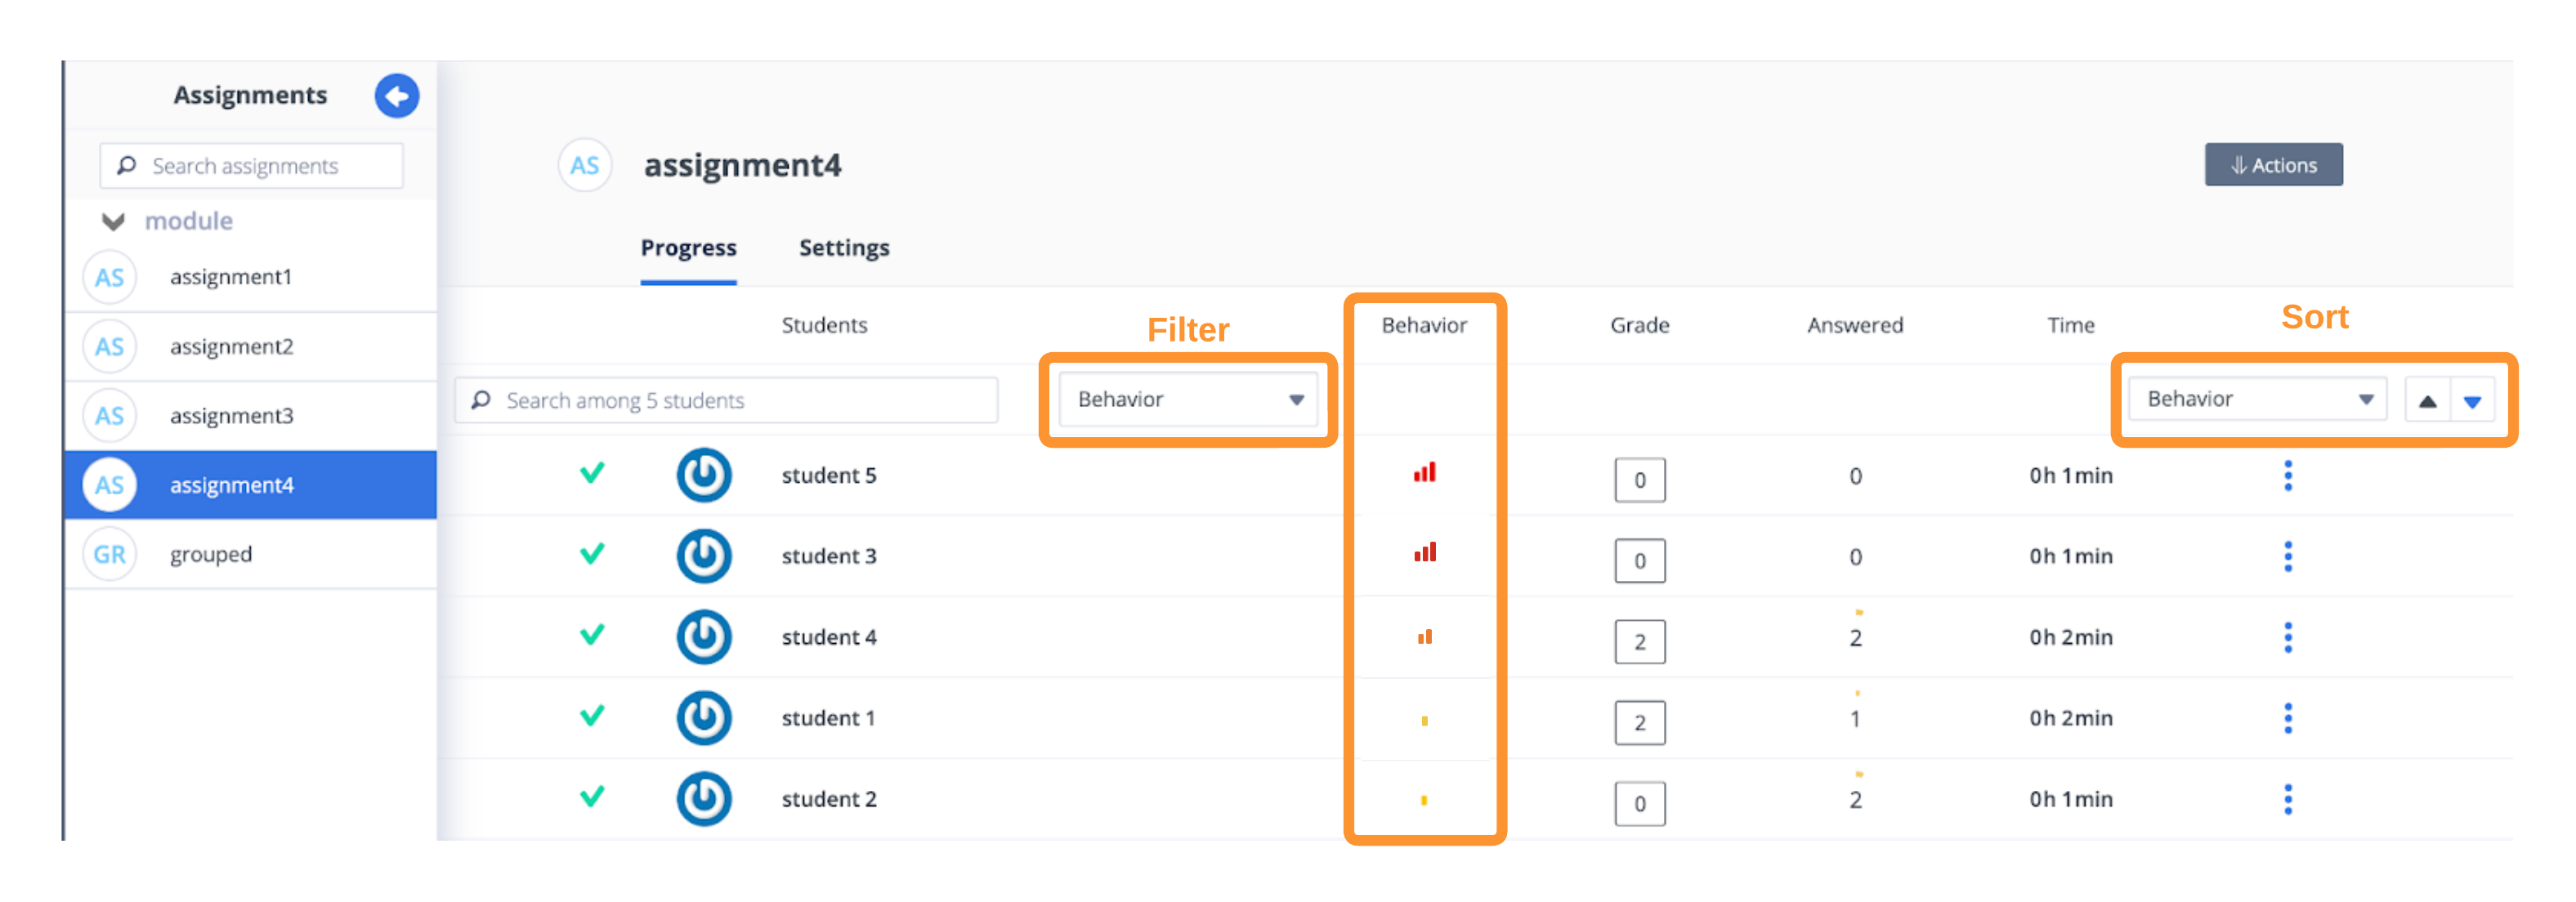 Assignments
Search assignments
module
AS assignment1
AS assignment2
AS assignment3
AS assignment4
GR grouped
AS assignment4
Actions
Progress Settings
Students Filter Behavior Grade Answered Time Sort
Search among 5 students Behavior Behavior
student 5 0 0 0h 1min
student 3 0 0 0h 1min
student 4 2 2 0h 2min
student 1 2 1 0h 2min
student 2 0 2 0h 1min